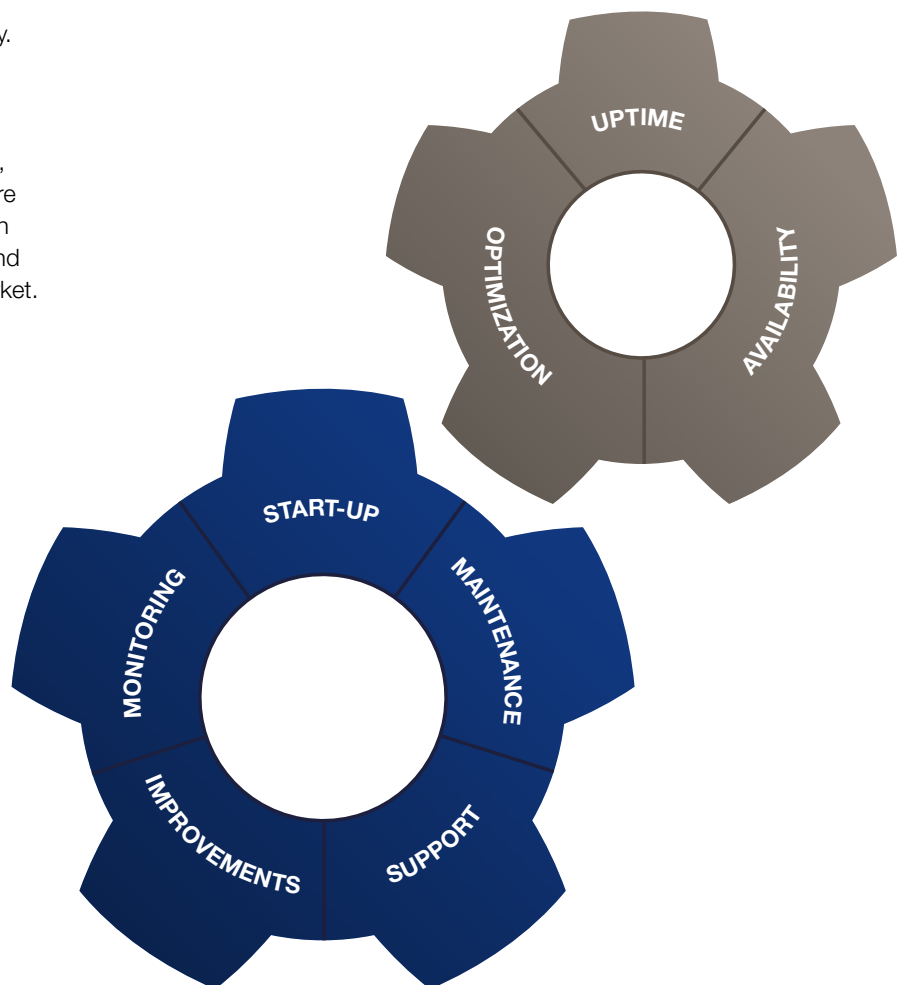 y.
,
re
n
nd
ket.
UPTIME
OPTIMIZATION
AVAILABILITY
START-UP
MONITORING
MAINTENANCE
IMPROVEMENTS
SUPPORT